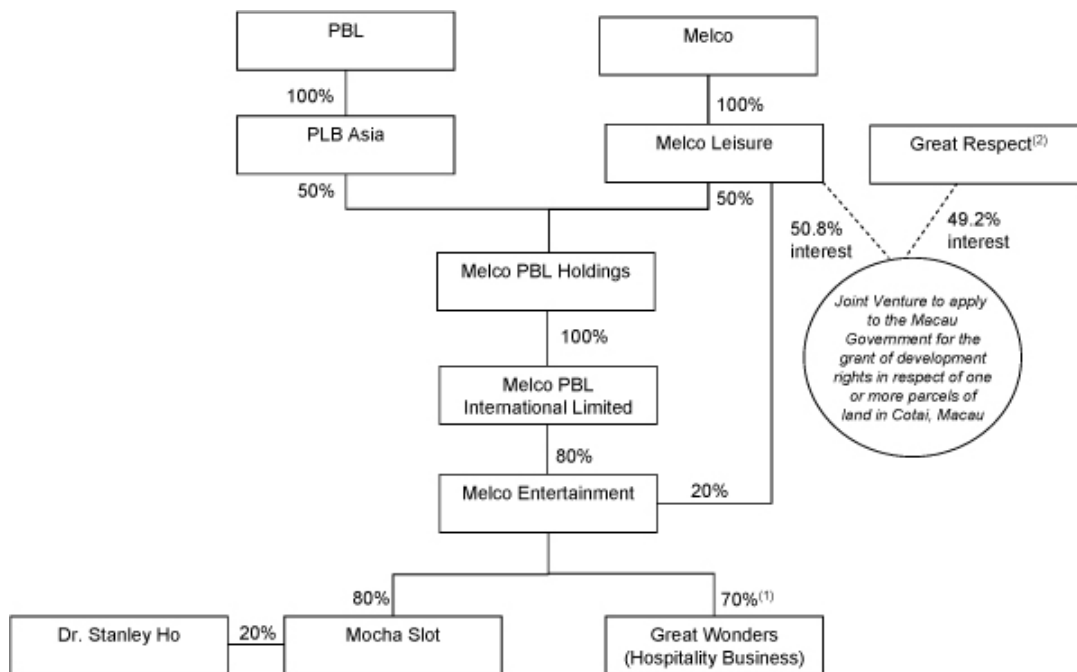 PBL
Melco
100%
100%
PLB Asia
Melco Leisure
Great Respect(2)
50%
50%
50.8%
interest
49.2%
interest
Melco PBL Holdings
Joint Venture to apply
to the Macau
Government for the
grant of development
rights in respect of one
or more parcels of
land in Cotai, Macau
100%
Melco PBL
International Limited
80%
Melco Entertainment
20%
80%
70%(1)
Dr. Stanley Ho
20%
Mocha Slot
Great Wonders
(Hospitality Business)